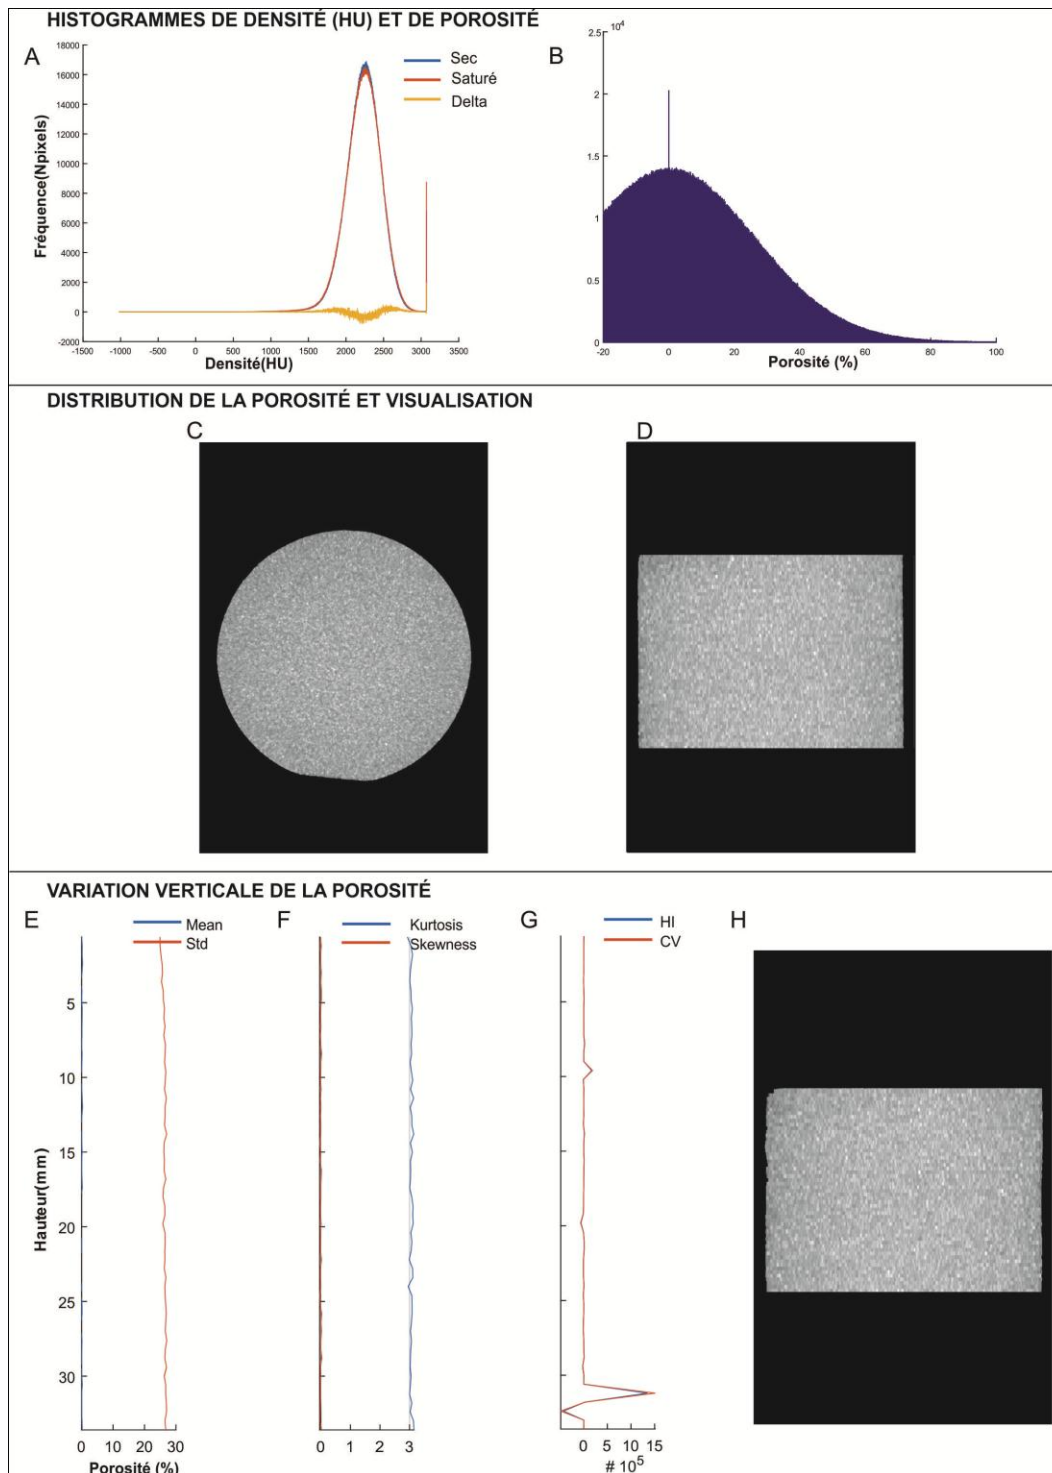 HISTOGRAMMES DE DENSITÉ (HU) ET DE POROSITÉ
A
Sec
Saturé
Delta
18000
16000
14000
12000
10000
8000
6000
4000
2000
0
-2000
-1500 -1000 -500 0 500 1000 1500 2000 2500 3000 3500
Fréquence(Npixels)
Densité(HU)
B
10⁴
2.5
2
1.5
1
0.5
0
-20 0 20 40 60 80 100
Porosité (%)
DISTRIBUTION DE LA POROSITÉ ET VISUALISATION
C
D
VARIATION VERTICALE DE LA POROSITÉ
E
Mean
Std
5
10
15
20
25
30
Hauteur(mm)
0 10 20 30
Porosité (%)
F
Kurtosis
Skewness
0 1 2 3
G
HI
CV
0 5 10 15
# 10⁵
H